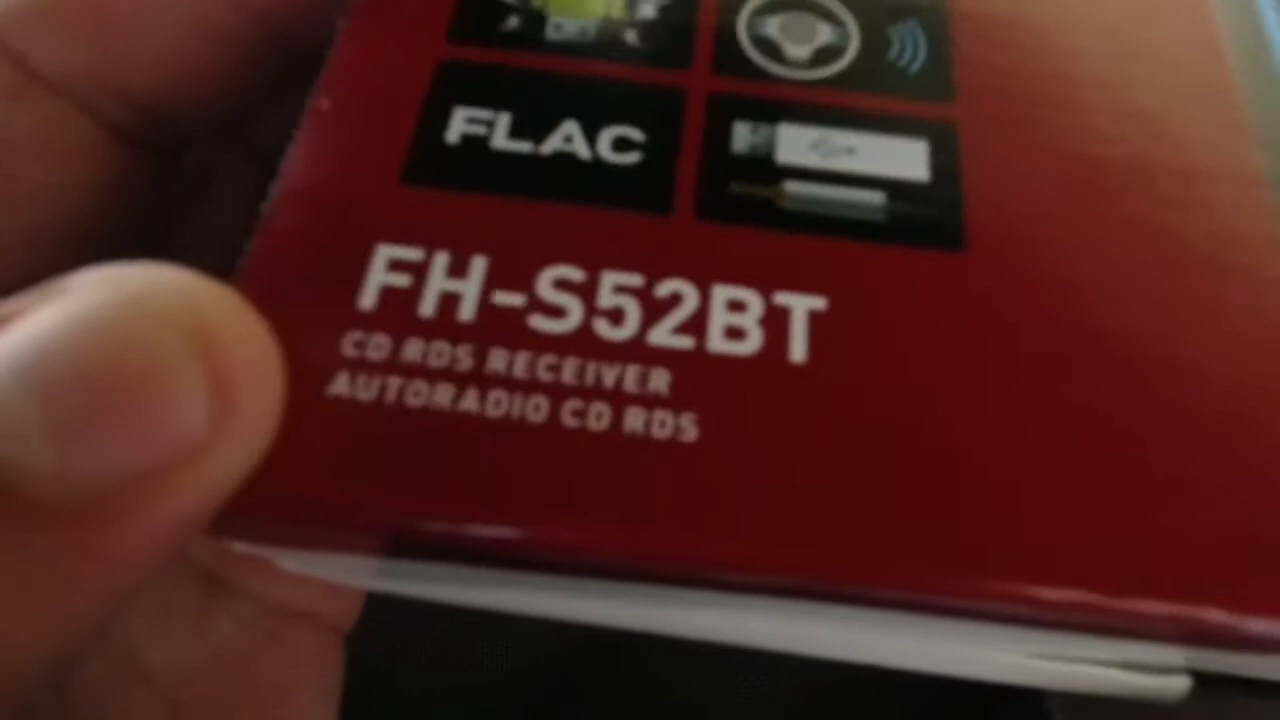 FLAC
FH-S52BT
CD RDS RECEIVER
AUTORADIO CD RDS